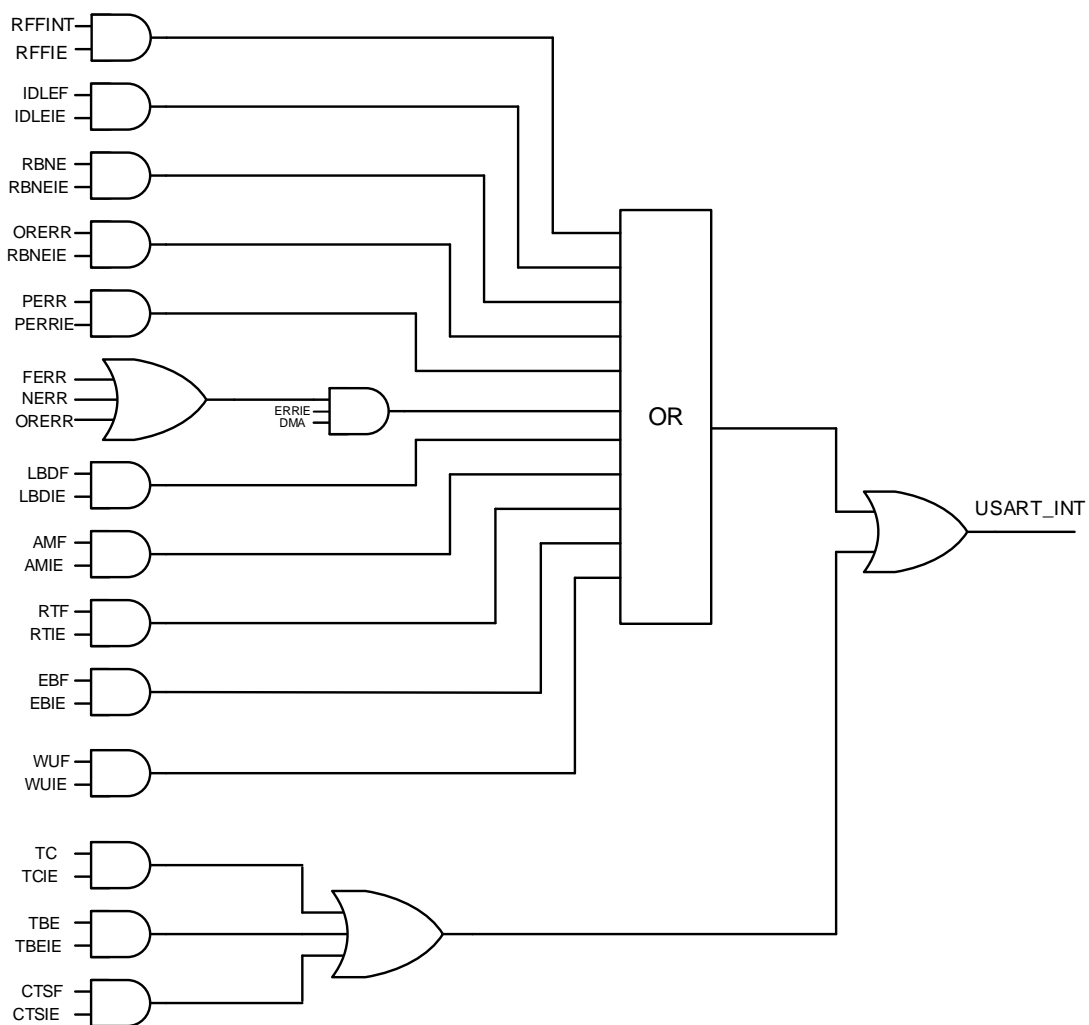 RFFINT
RFFIE
IDLEF
IDLEIE
RBNE
RBNEIE
ORERR
RBNEIE
PERR
PERRIE
FERR
NERR
ORERR
ERRIE
DMA
LBDF
LBDIE
AMF
AMIE
RTF
RTIE
EBF
EBIE
WUF
WUIE
OR
USART_INT
TC
TCIE
TBE
TBEIE
CTSF
CTSIE